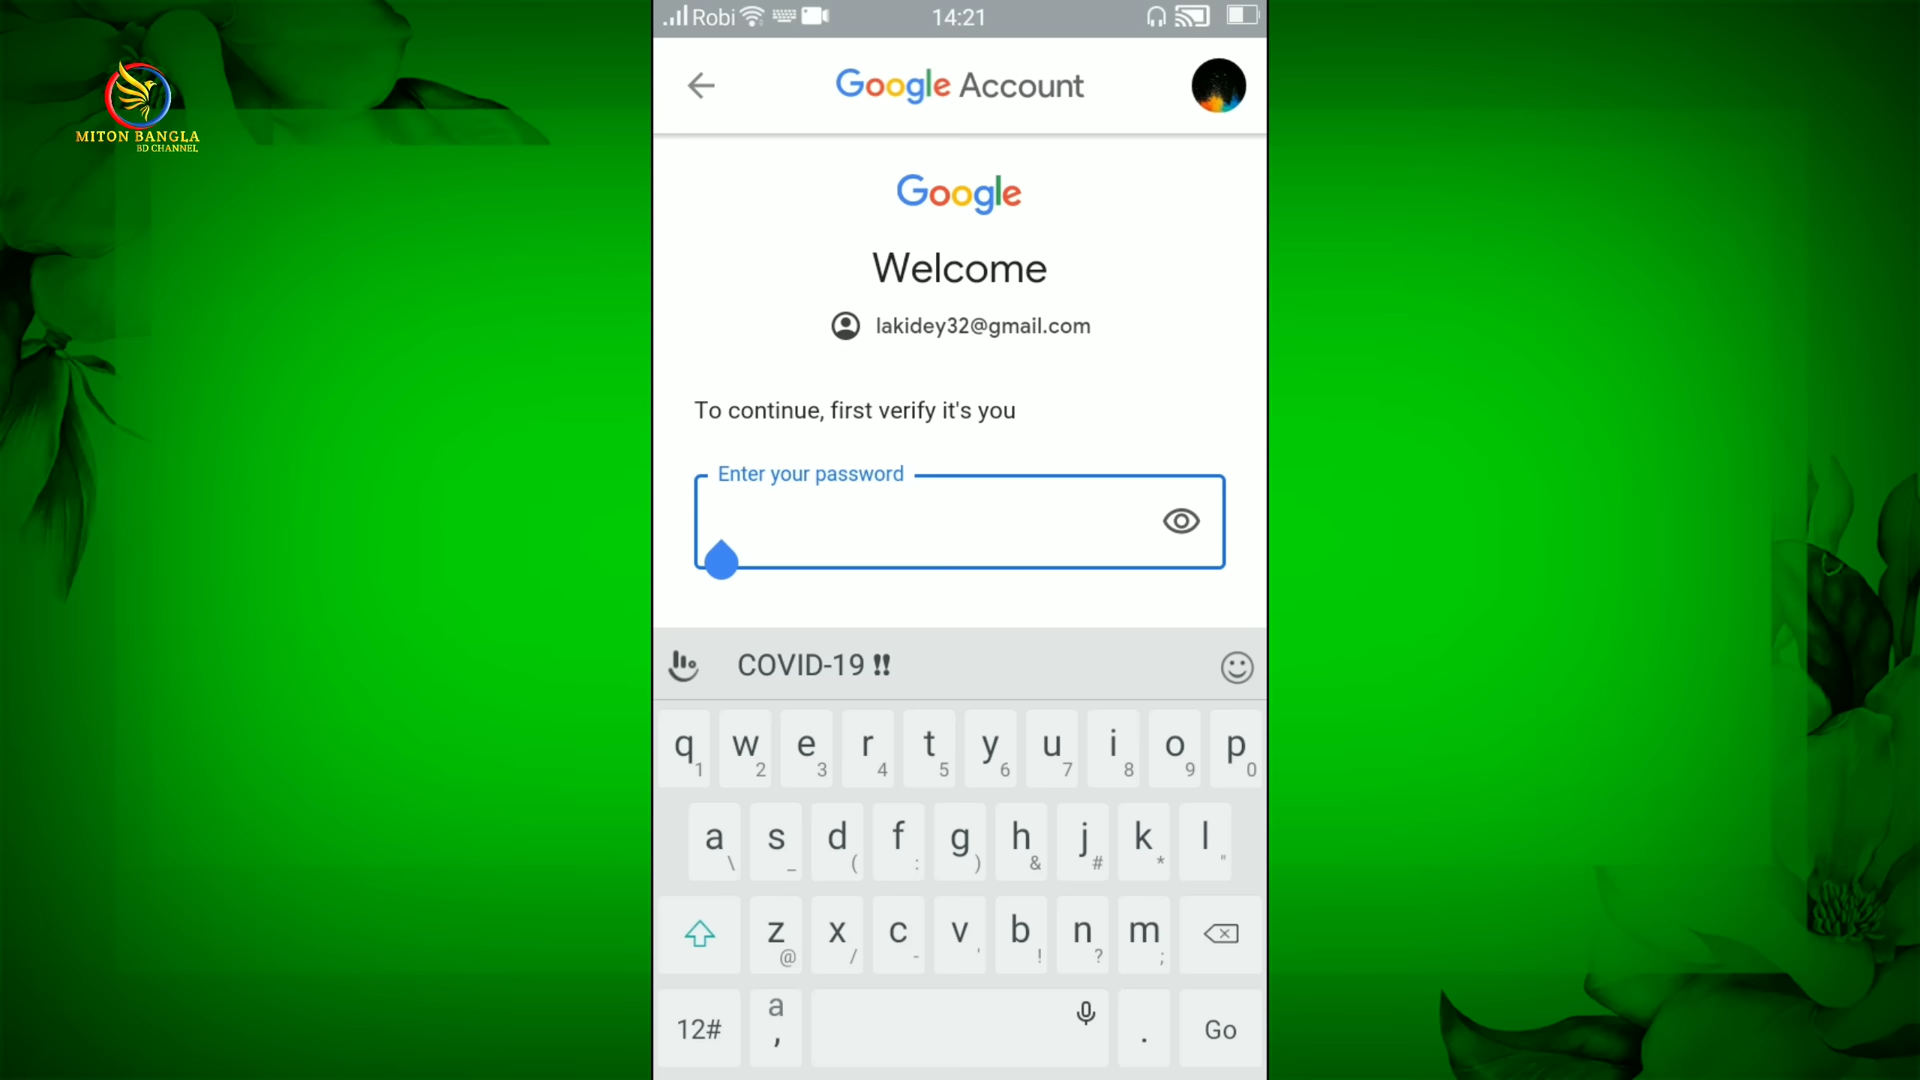 Robi 14:21
MITON BANGLA
BD CHANNEL
Google Account
Google
Welcome
lakidey32@gmail.com
To continue, first verify it's you
Enter your password
COVID-19 ‼
q 1 w 2 e 3 r 4 t 5 y 6 u 7 i 8 o 9 p 0
a \ s _ d ( f : g ) h & j # k * l "
z @ x / c - v ' b ! n ? m ;
12# a , . Go